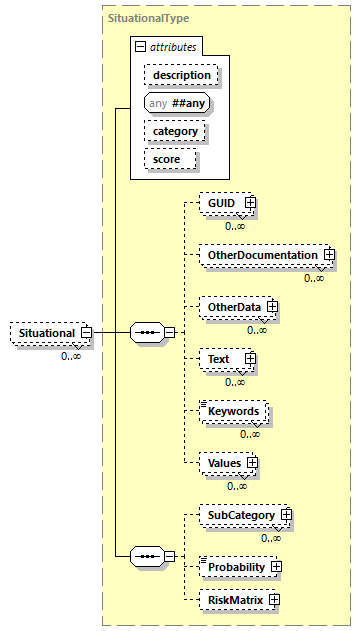 SituationalType
attributes
description
any ##any
category
score
GUID
0..∞
OtherDocumentation
0..∞
OtherData
0..∞
Situational
0..∞
Text
0..∞
Keywords
0..∞
Values
0..∞
SubCategory
0..∞
Probability
RiskMatrix